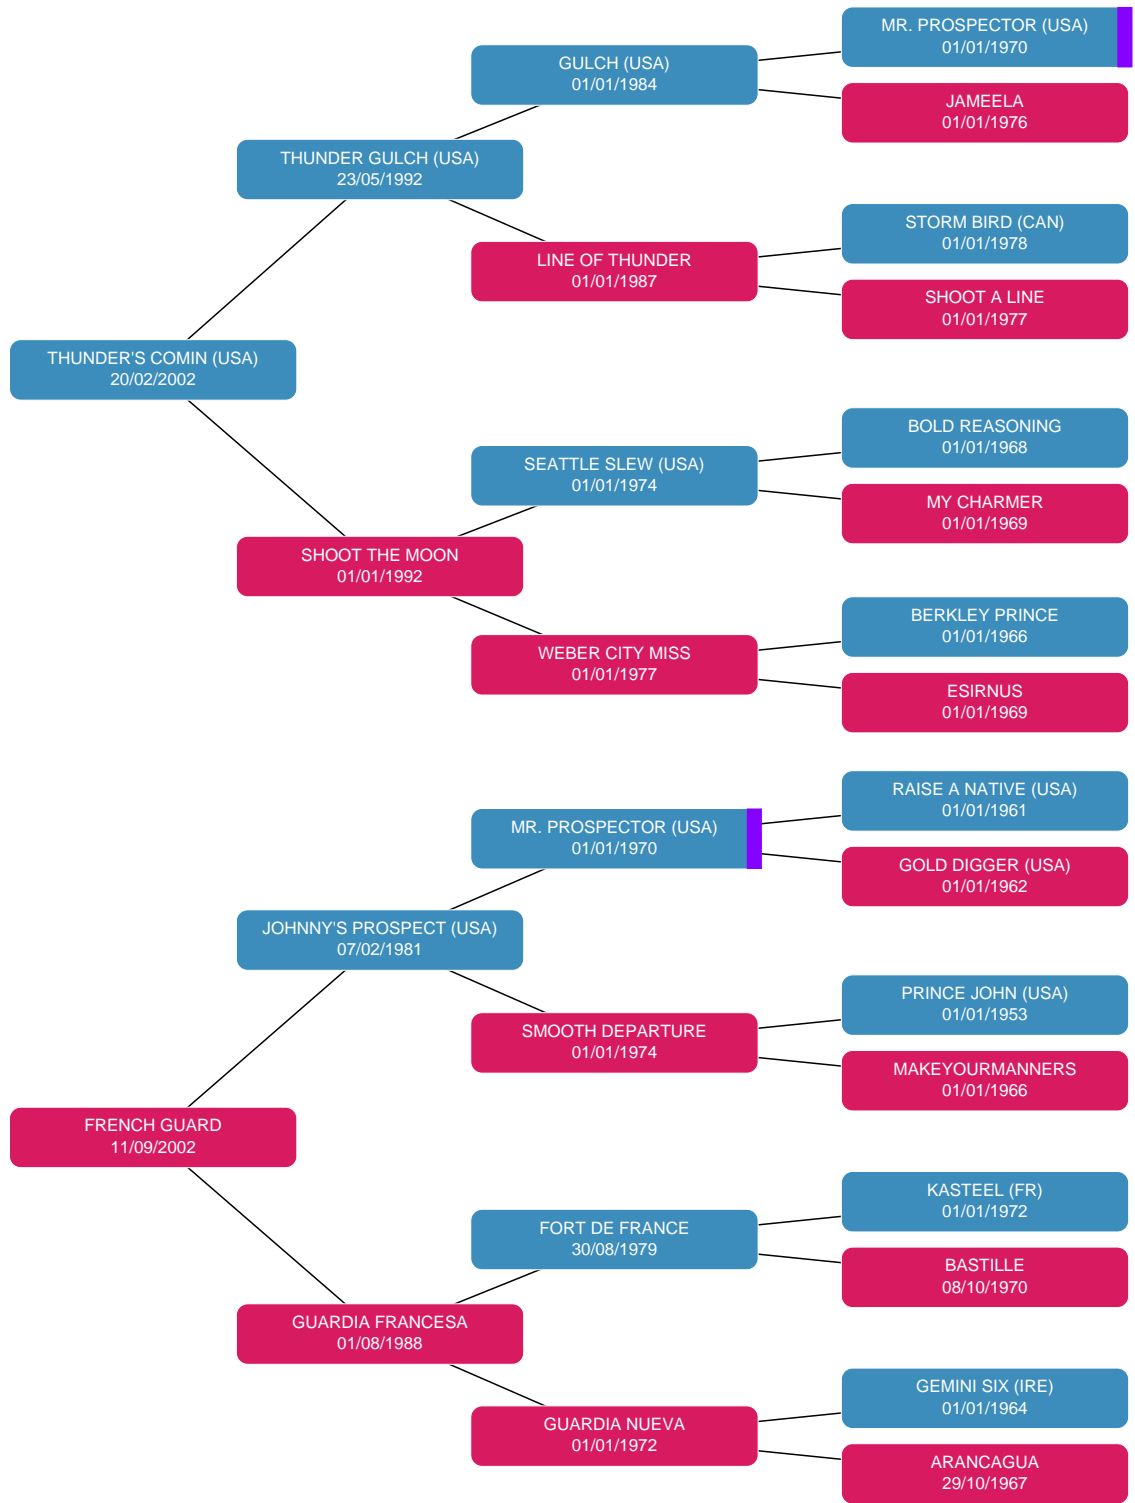 MR. PROSPECTOR (USA)
01/01/1970
GULCH (USA)
01/01/1984
JAMEELA
01/01/1976
THUNDER GULCH (USA)
23/05/1992
STORM BIRD (CAN)
01/01/1978
LINE OF THUNDER
01/01/1987
SHOOT A LINE
01/01/1977
THUNDER'S COMIN (USA)
20/02/2002
BOLD REASONING
01/01/1968
SEATTLE SLEW (USA)
01/01/1974
MY CHARMER
01/01/1969
SHOOT THE MOON
01/01/1992
BERKLEY PRINCE
01/01/1966
WEBER CITY MISS
01/01/1977
ESIRNUS
01/01/1969
RAISE A NATIVE (USA)
01/01/1961
MR. PROSPECTOR (USA)
01/01/1970
GOLD DIGGER (USA)
01/01/1962
JOHNNY'S PROSPECT (USA)
07/02/1981
PRINCE JOHN (USA)
01/01/1953
SMOOTH DEPARTURE
01/01/1974
MAKEYOURMANNERS
01/01/1966
FRENCH GUARD
11/09/2002
KASTEEL (FR)
01/01/1972
FORT DE FRANCE
30/08/1979
BASTILLE
08/10/1970
GUARDIA FRANCESA
01/08/1988
GEMINI SIX (IRE)
01/01/1964
GUARDIA NUEVA
01/01/1972
ARANCAGUA
29/10/1967